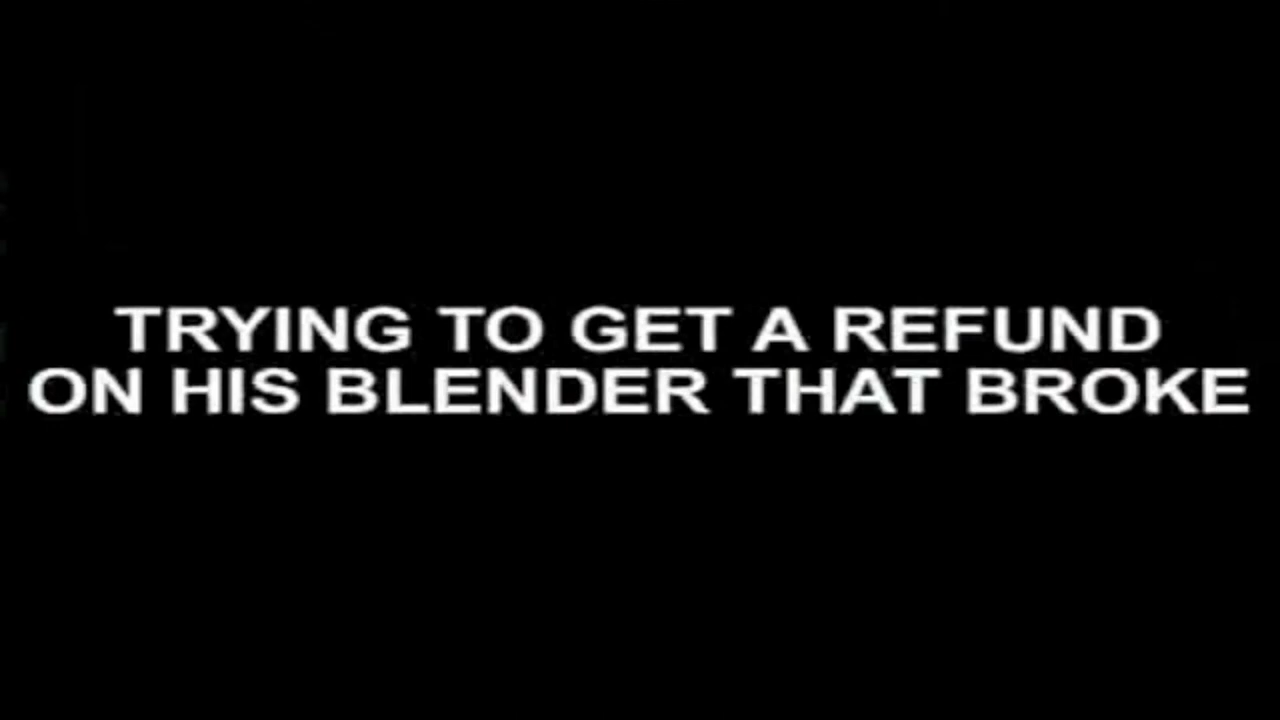 TRYING TO GET A REFUND
ON HIS BLENDER THAT BROKE